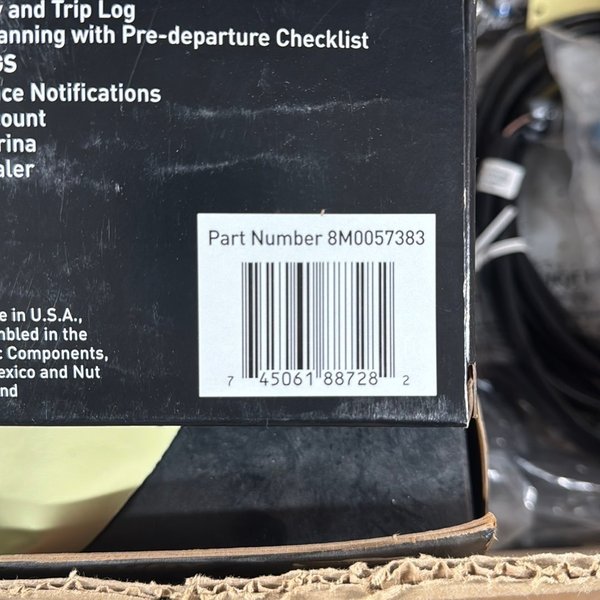 and Trip Log
anning with Pre-departure Checklist
ce Notifications
ount
rina
aler
Part Number 8M0057383
7 45061 88728 2
e in U.S.A.,
mbled in the
c Components,
exico and Nut
nd